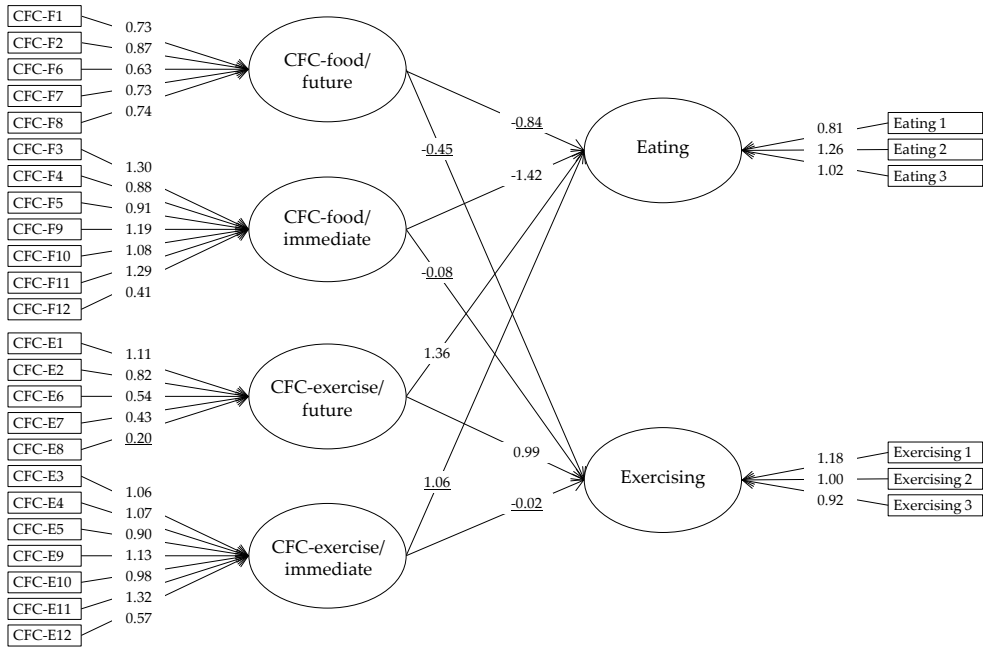 CFC-F1
0.73
CFC-F2
0.87
CFC-F6
0.63
CFC-F7
0.73
CFC-F8
0.74
CFC-F3
1.30
CFC-F4
0.88
CFC-F5
0.91
CFC-F9
1.19
CFC-F10
1.08
CFC-F11
1.29
CFC-F12
0.41
CFC-E1
1.11
CFC-E2
0.82
CFC-E6
0.54
CFC-E7
0.43
CFC-E8
0.20
CFC-E3
1.06
CFC-E4
1.07
CFC-E5
0.90
CFC-E9
1.13
CFC-E10
0.98
CFC-E11
1.32
CFC-E12
0.57
CFC-food/
future
CFC-food/
immediate
CFC-exercise/
future
CFC-exercise/
immediate
-0.84
-0.45
-1.42
-0.08
1.36
0.99
1.06
-0.02
Eating
Exercising
0.81
Eating 1
1.26
Eating 2
1.02
Eating 3
1.18
Exercising 1
1.00
Exercising 2
0.92
Exercising 3